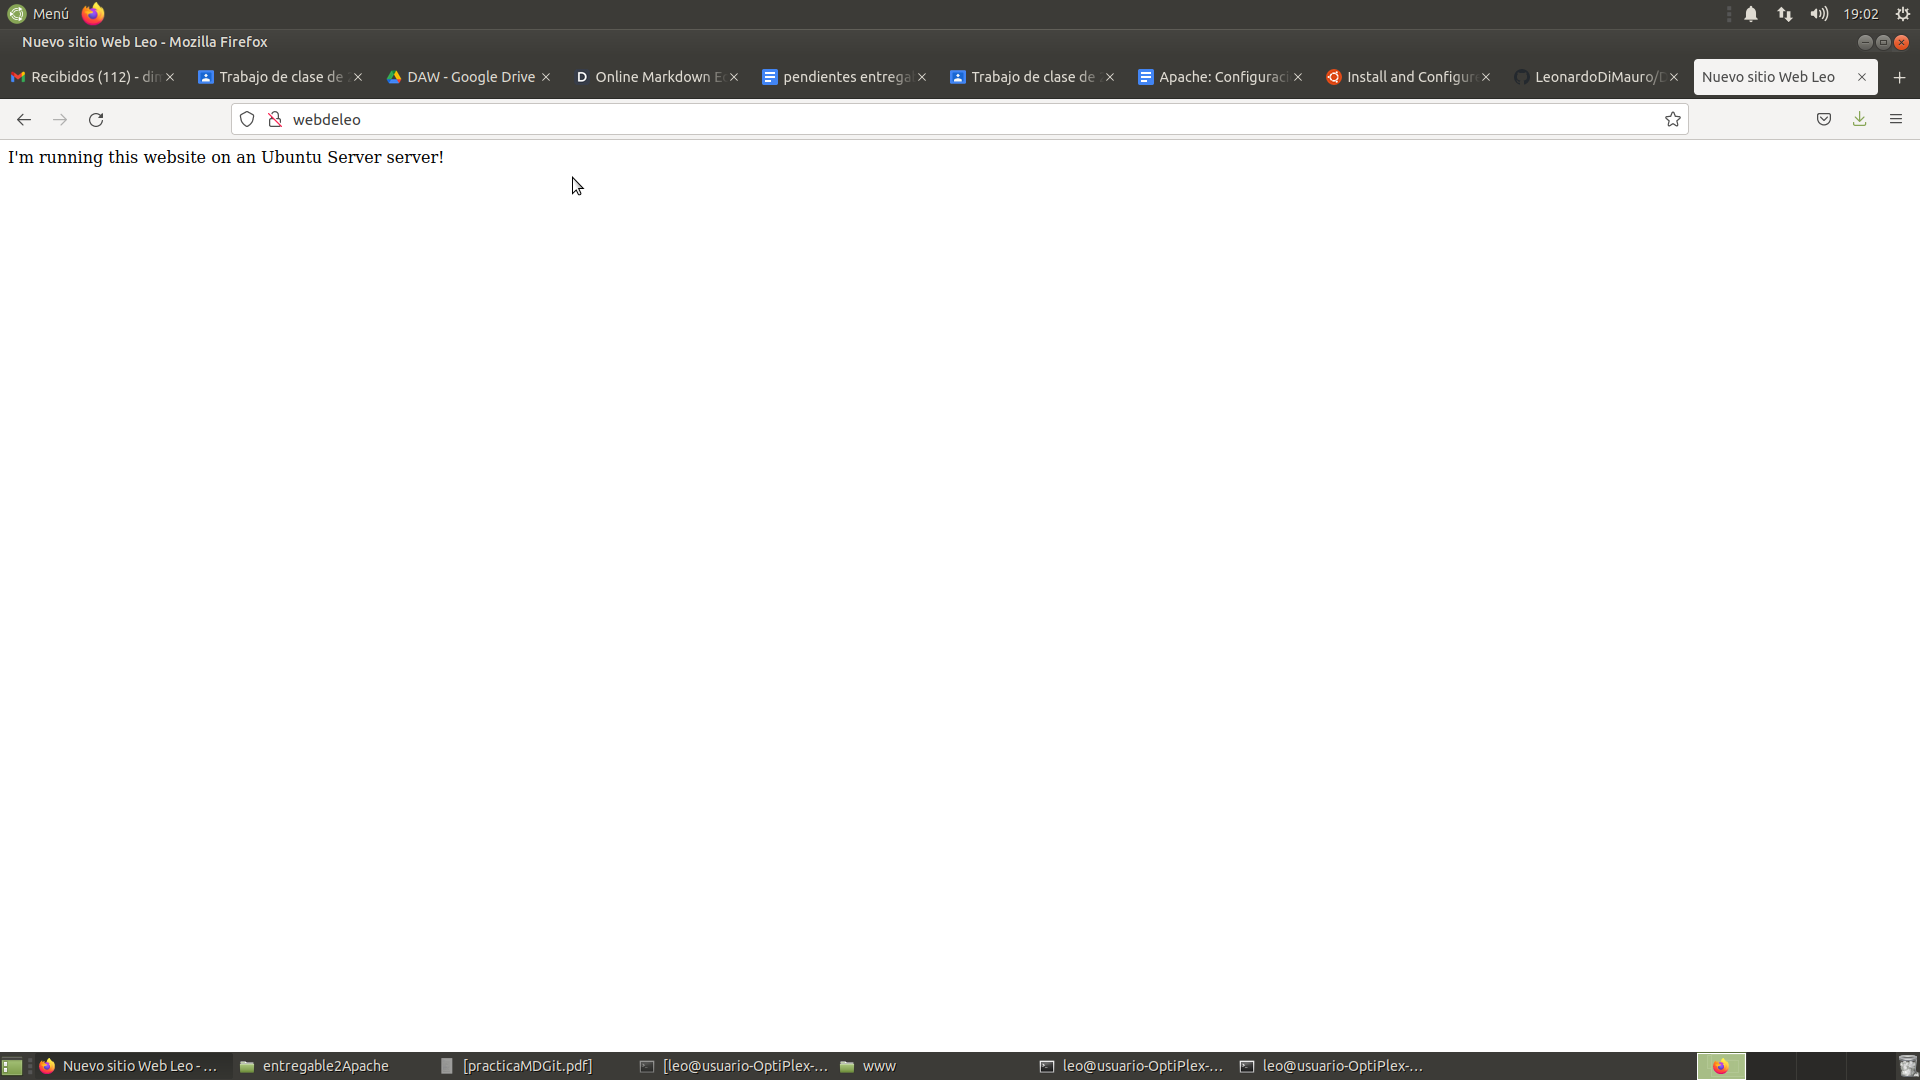 Menú
19:02
Nuevo sitio Web Leo - Mozilla Firefox
Recibidos (112) - din
Trabajo de clase de
DAW - Google Drive
Online Markdown Ed
pendientes entrega
Trabajo de clase de
Apache: Configuraci
Install and Configure
LeonardoDiMauro/D
Nuevo sitio Web Leo
webdeleo
I'm running this website on an Ubuntu Server server!
Nuevo sitio Web Leo - ...
entregable2Apache
[practicaMDGit.pdf]
[leo@usuario-OptiPlex-...
www
leo@usuario-OptiPlex-...
leo@usuario-OptiPlex-...